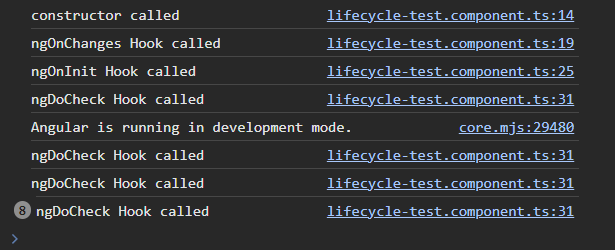 constructor called lifecycle-test.component.ts:14
ngOnChanges Hook called lifecycle-test.component.ts:19
ngOnInit Hook called lifecycle-test.component.ts:25
ngDoCheck Hook called lifecycle-test.component.ts:31
Angular is running in development mode. core.mjs:29480
ngDoCheck Hook called lifecycle-test.component.ts:31
ngDoCheck Hook called lifecycle-test.component.ts:31
8 ngDoCheck Hook called lifecycle-test.component.ts:31
>